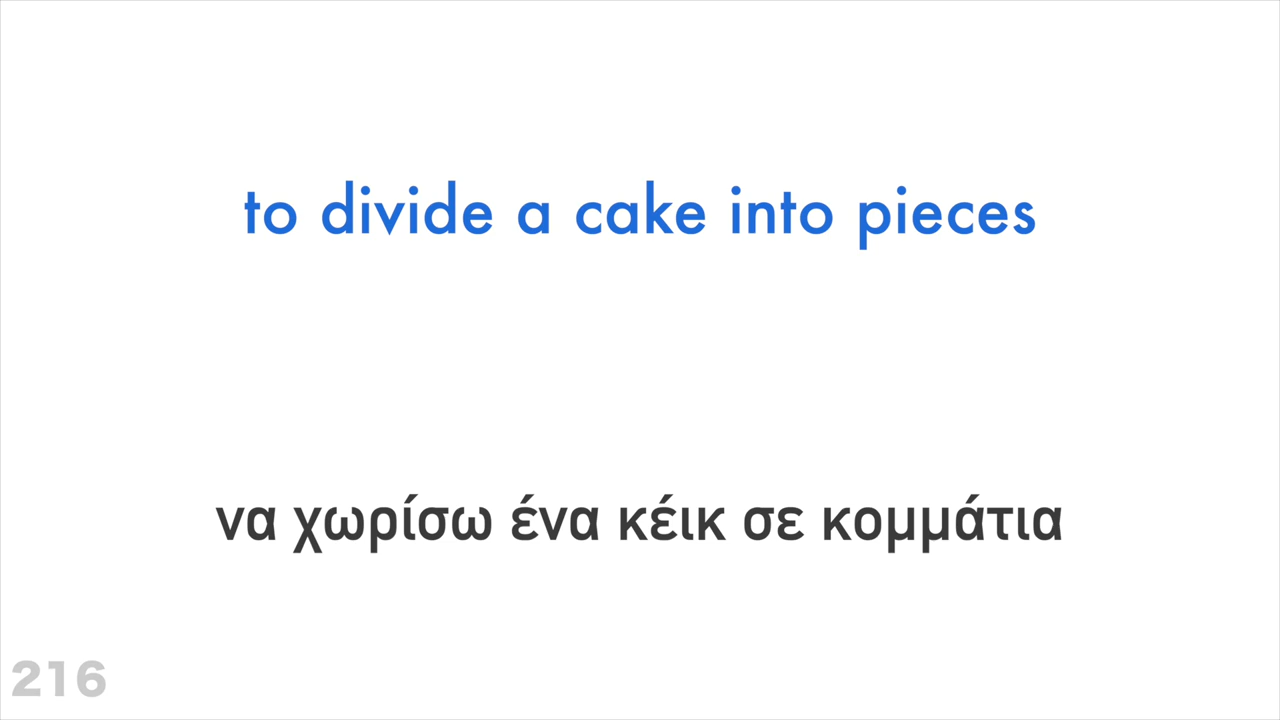 to divide a cake into pieces
να χωρίσω ένα κέικ σε κομμάτια
216